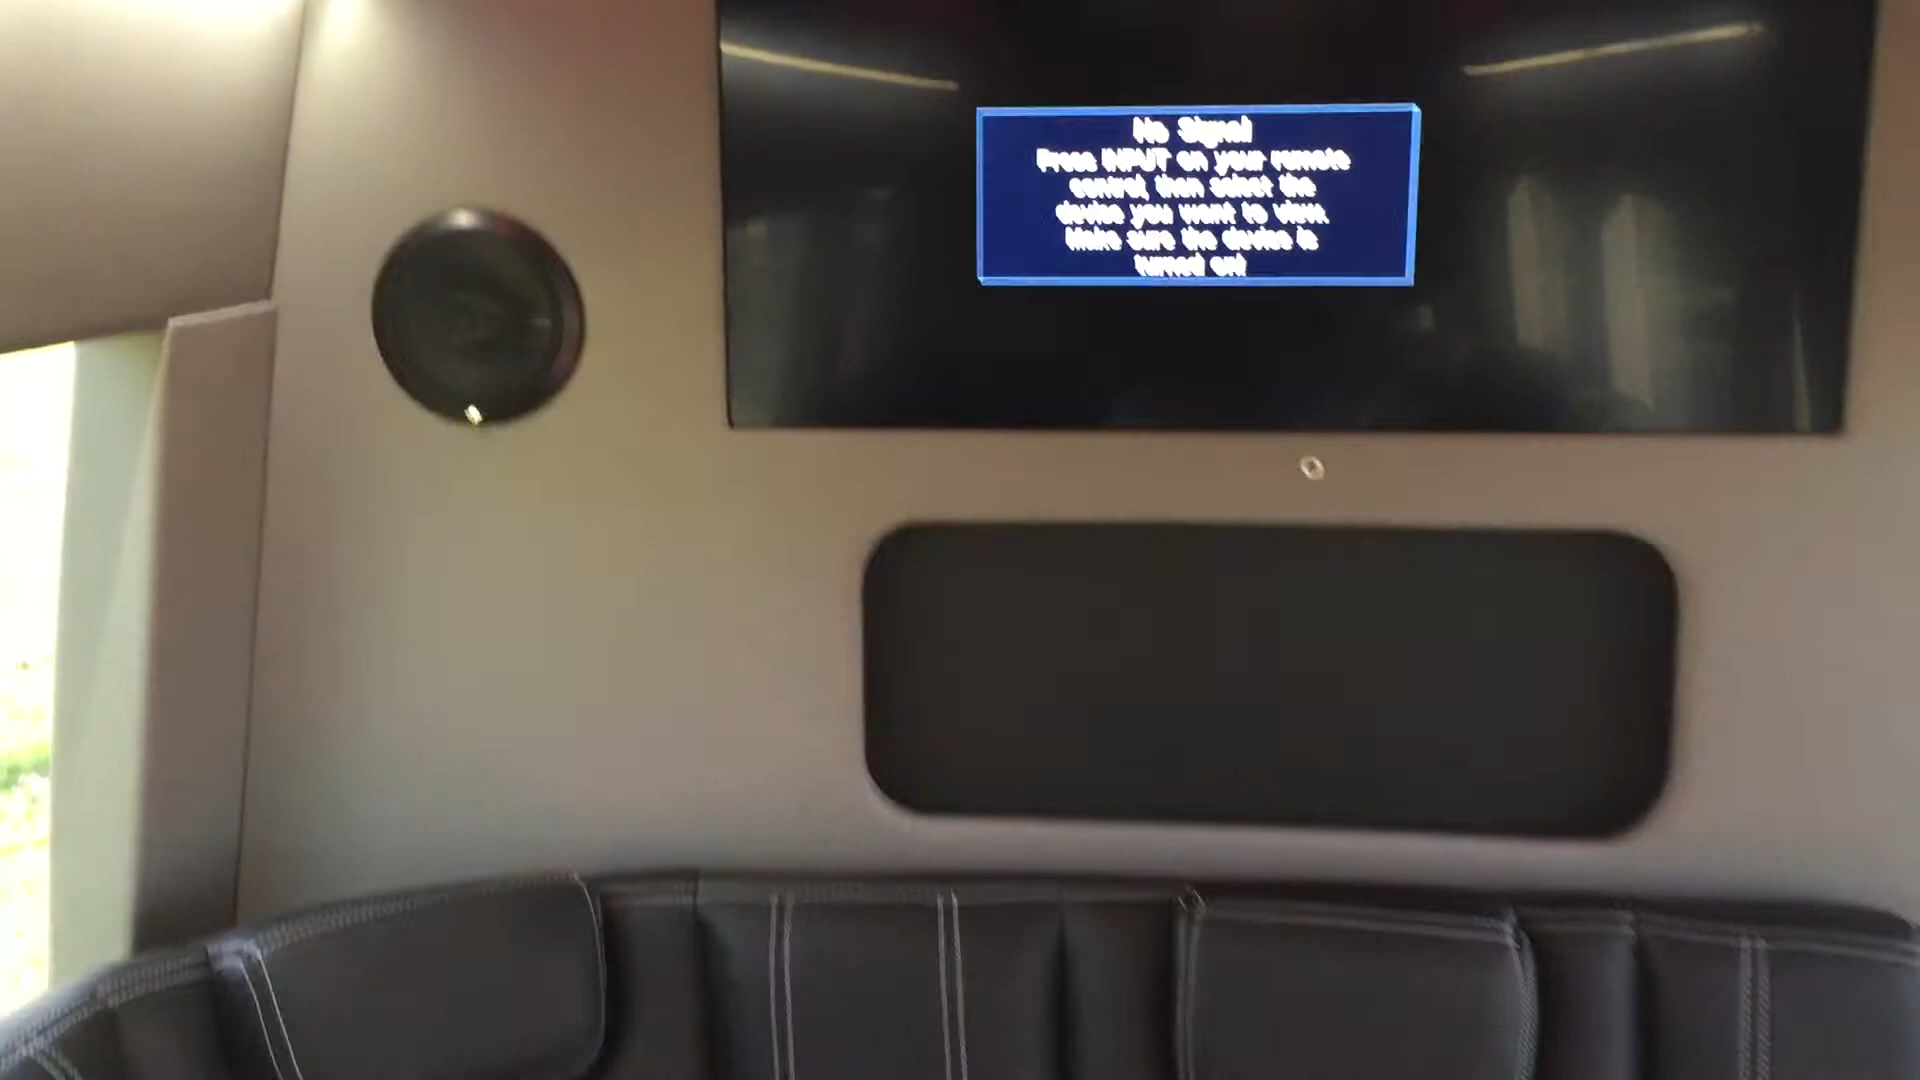 No Signal
Press INPUT on your remote
control, then select the
device you want to view.
Make sure the device is
turned on!